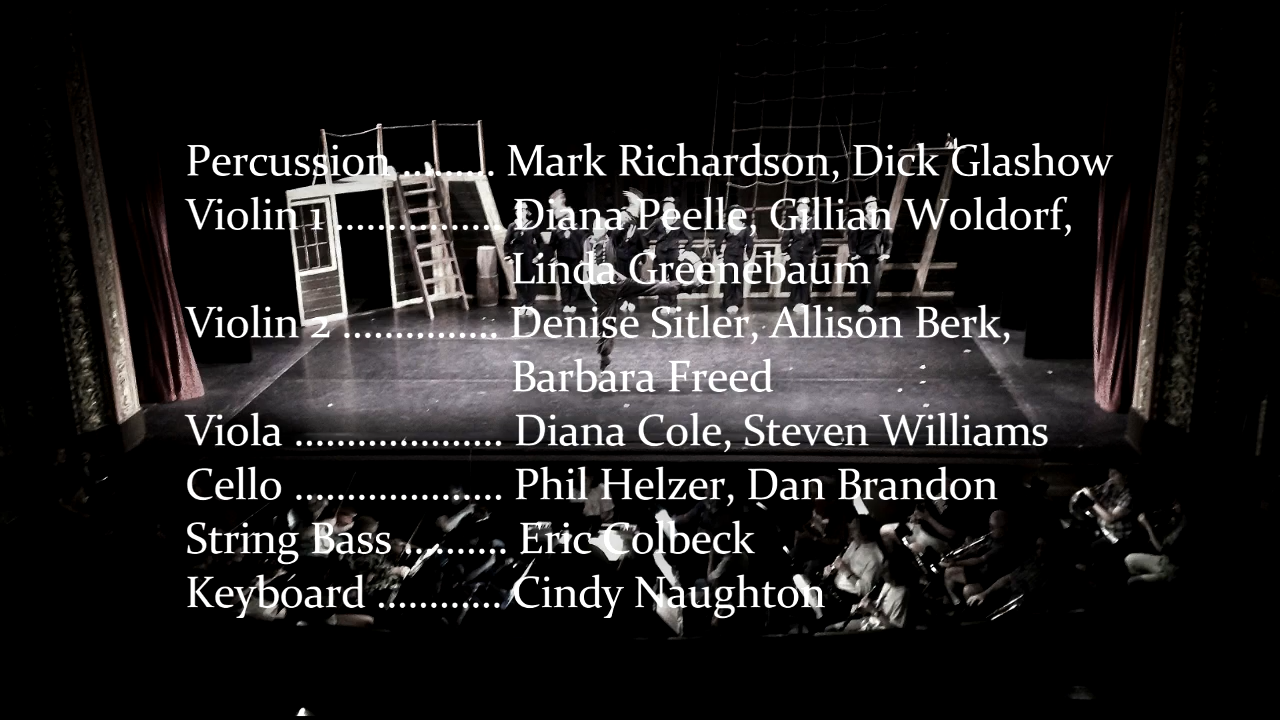 Percussion ......... Mark Richardson, Dick Glashow
Violin 1 ................ Diana Peelle, Gillian Woldorf,
Linda Greenebaum
Violin 2 ............... Denise Sitler, Allison Berk,
Barbara Freed
Viola .................... Diana Cole, Steven Williams
Cello .................... Phil Helzer, Dan Brandon
String Bass .......... Eric Colbeck
Keyboard ............ Cindy Naughton